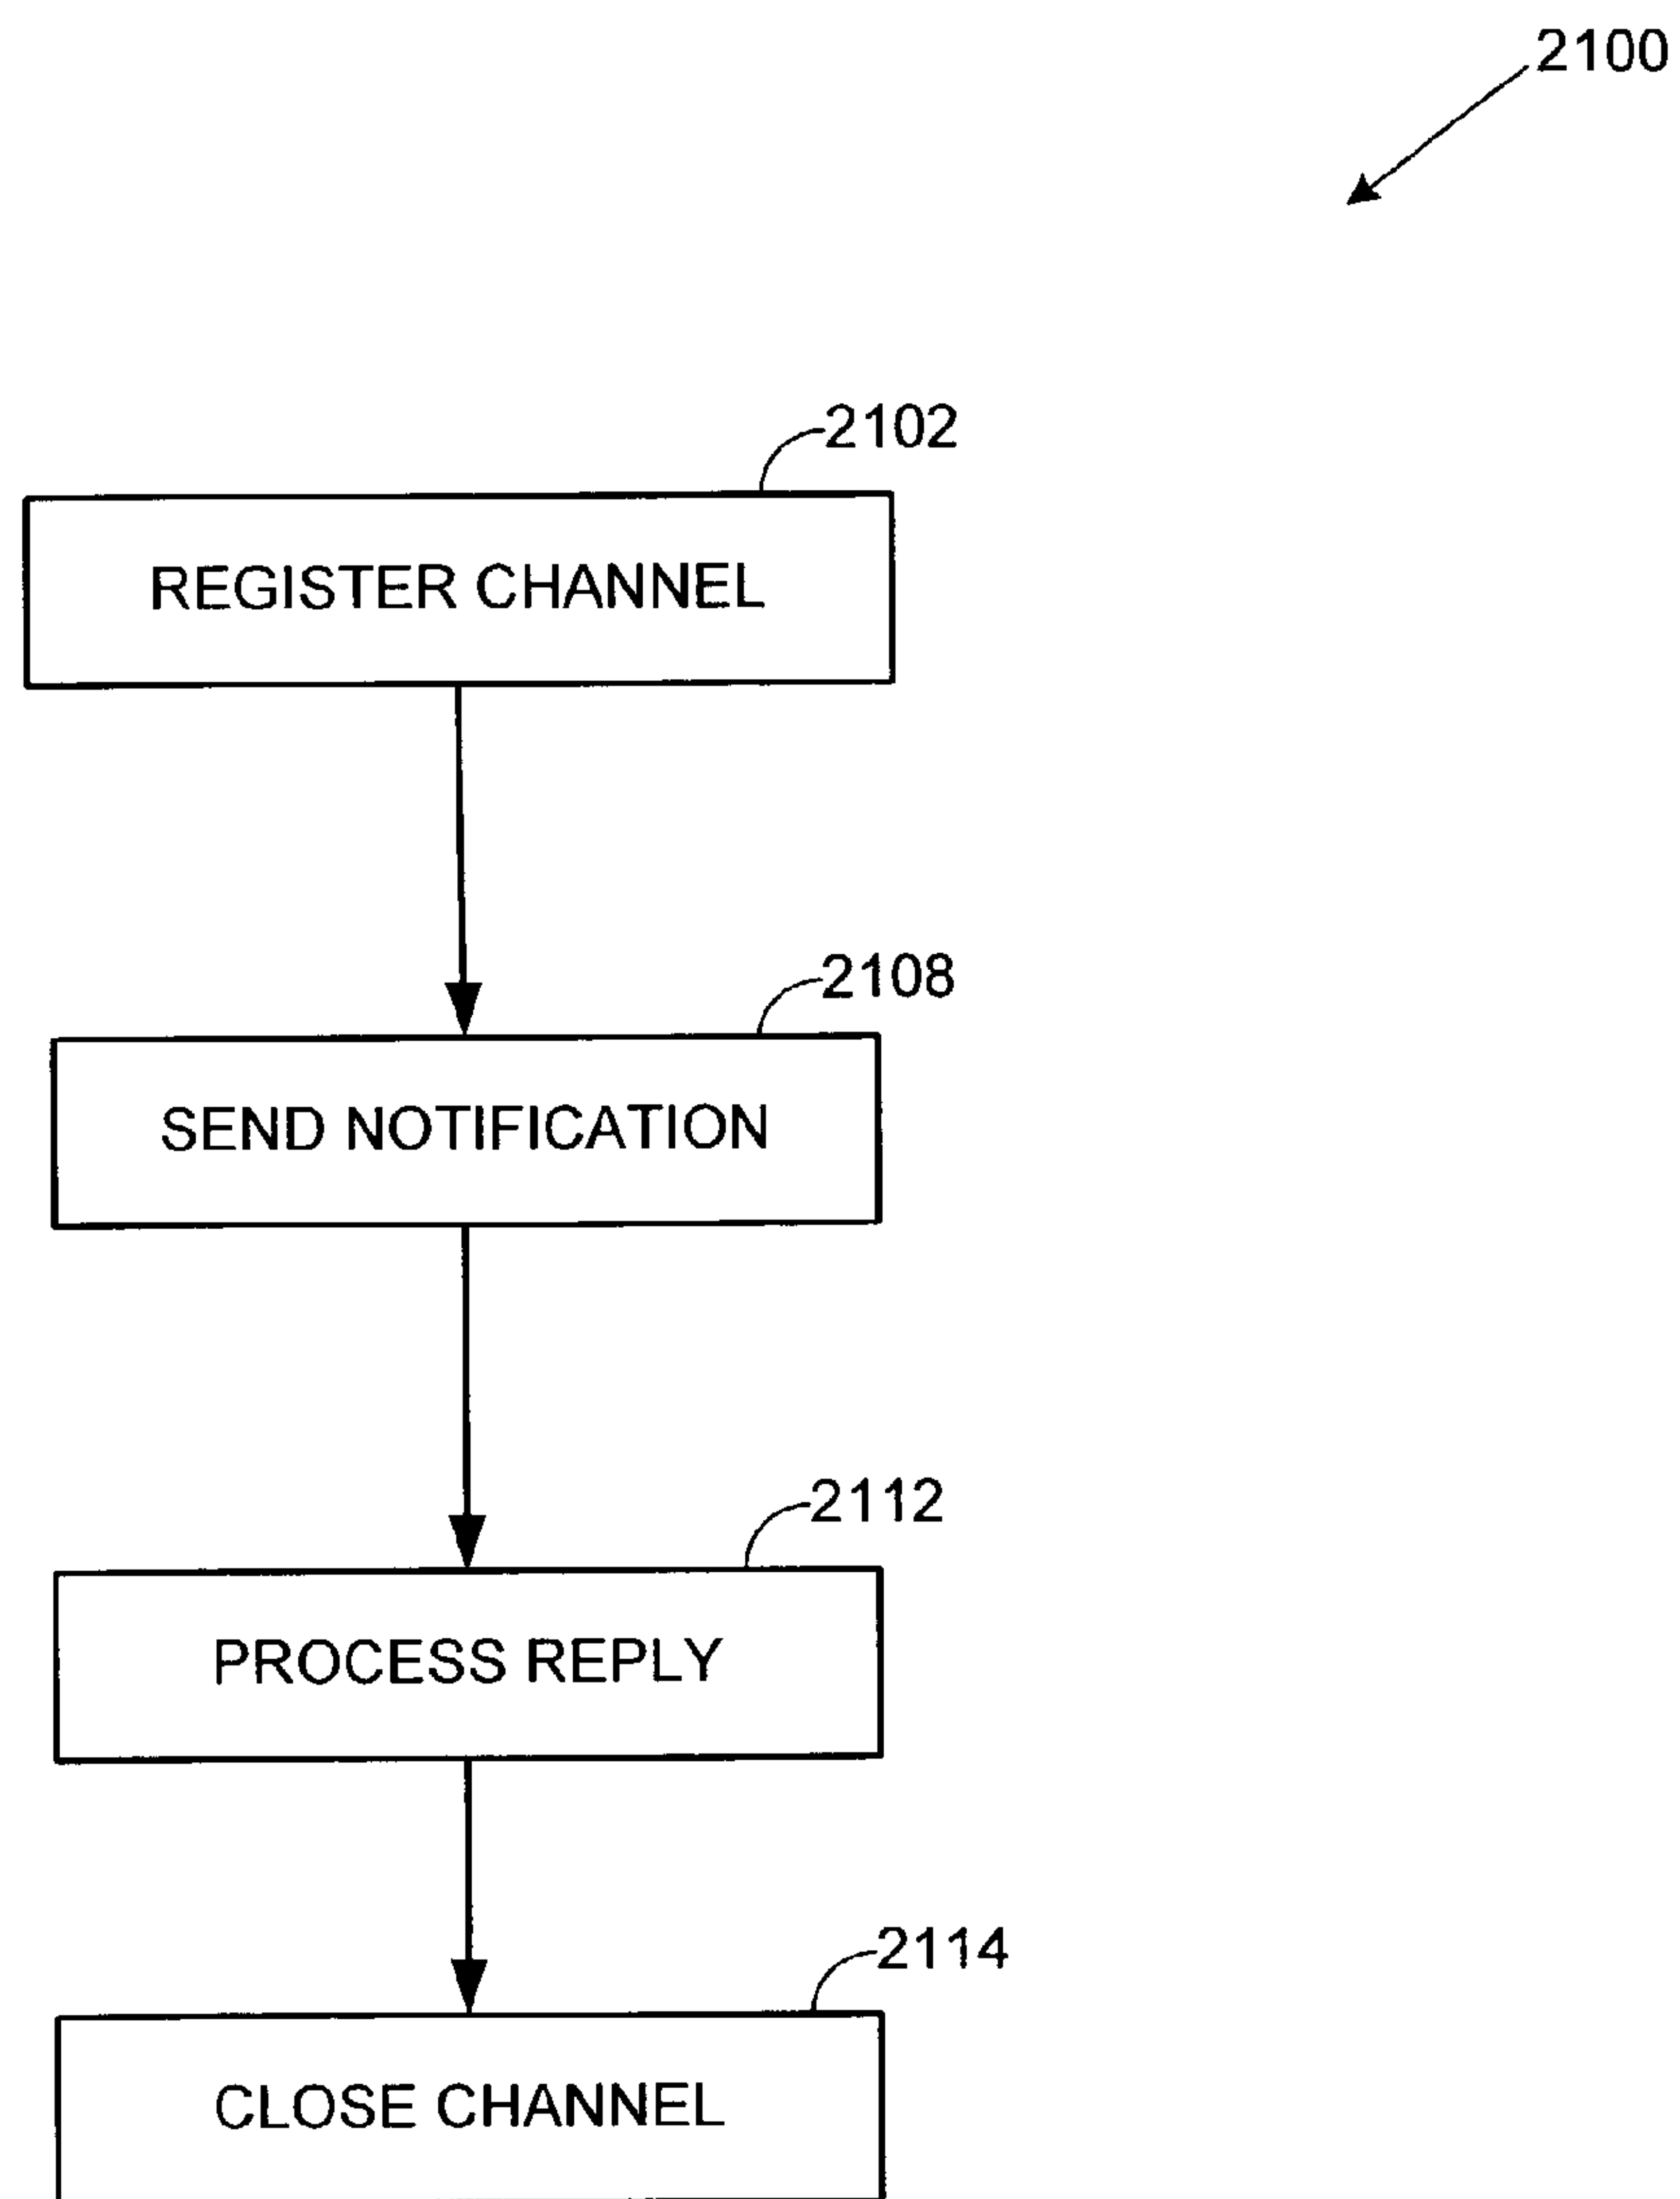 2100
2102
REGISTER CHANNEL
2108
SEND NOTIFICATION
2112
PROCESS REPLY
2114
CLOSE CHANNEL